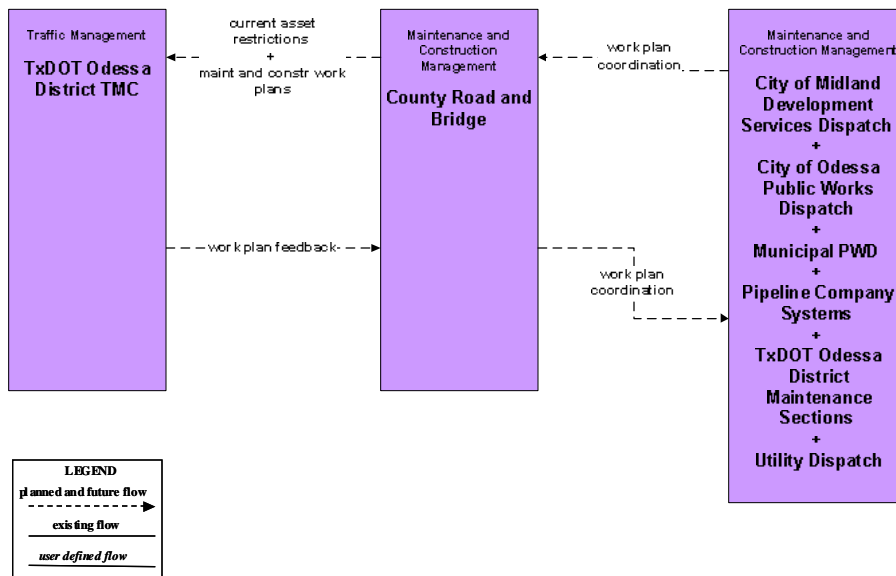 Traffic Management
TxDOT Odessa
District TMC
current asset
restrictions
+
maint and constr work
plans
work plan feedback
Maintenance and
Construction
Management
County Road and
Bridge
work plan
coordination
work plan
coordination
Maintenance and
Construction Management
City of Midland
Development
Services Dispatch
+
City of Odessa
Public Works
Dispatch
+
Municipal PWD
+
Pipeline Company
Systems
+
TxDOT Odessa
District
Maintenance
Sections
+
Utility Dispatch
LEGEND
planned and future flow
existing flow
user defined flow